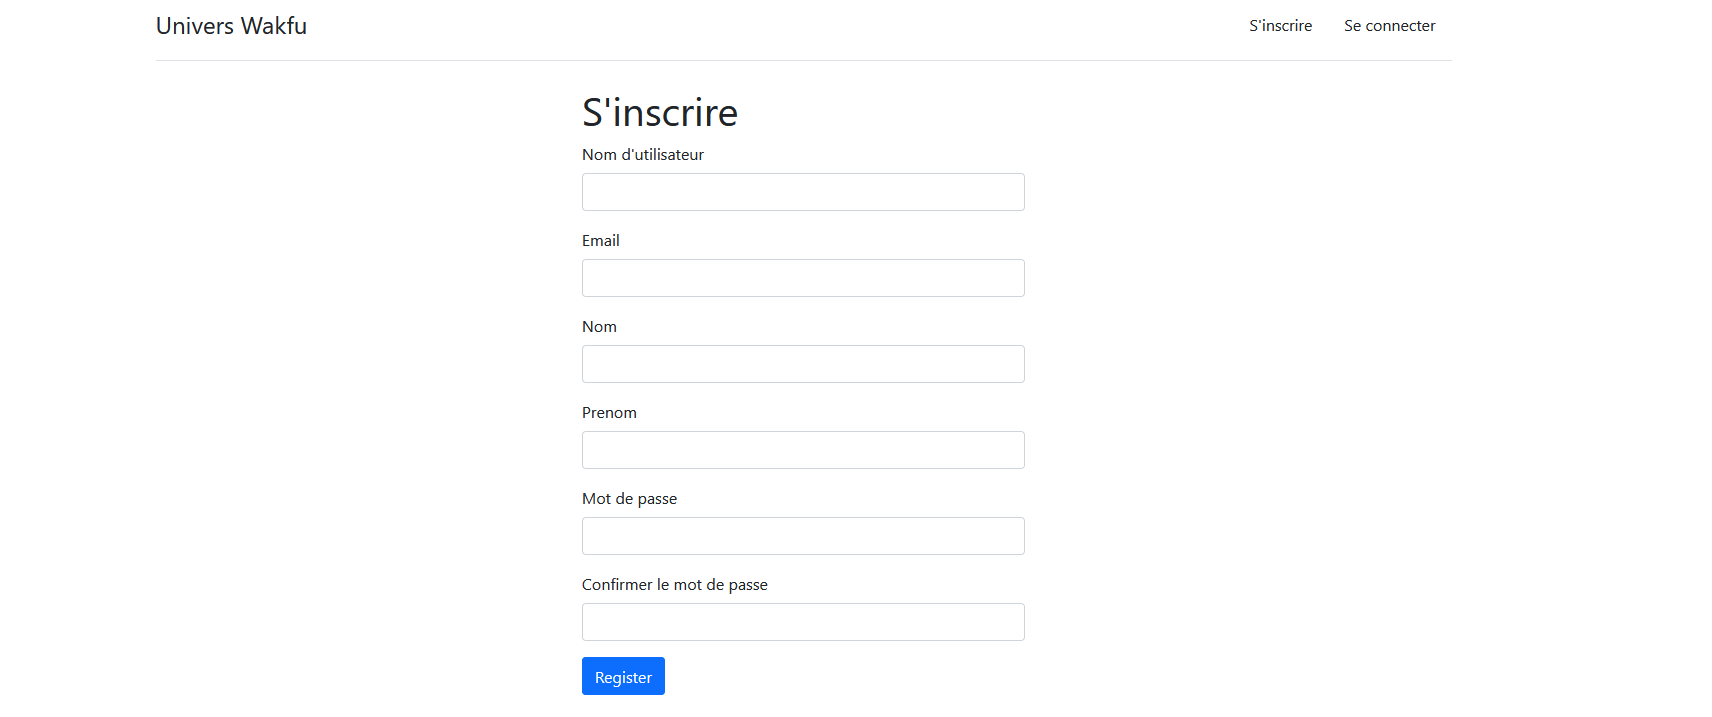 Univers Wakfu
S'inscrire
Se connecter
S'inscrire
Nom d'utilisateur
Email
Nom
Prenom
Mot de passe
Confirmer le mot de passe
Register